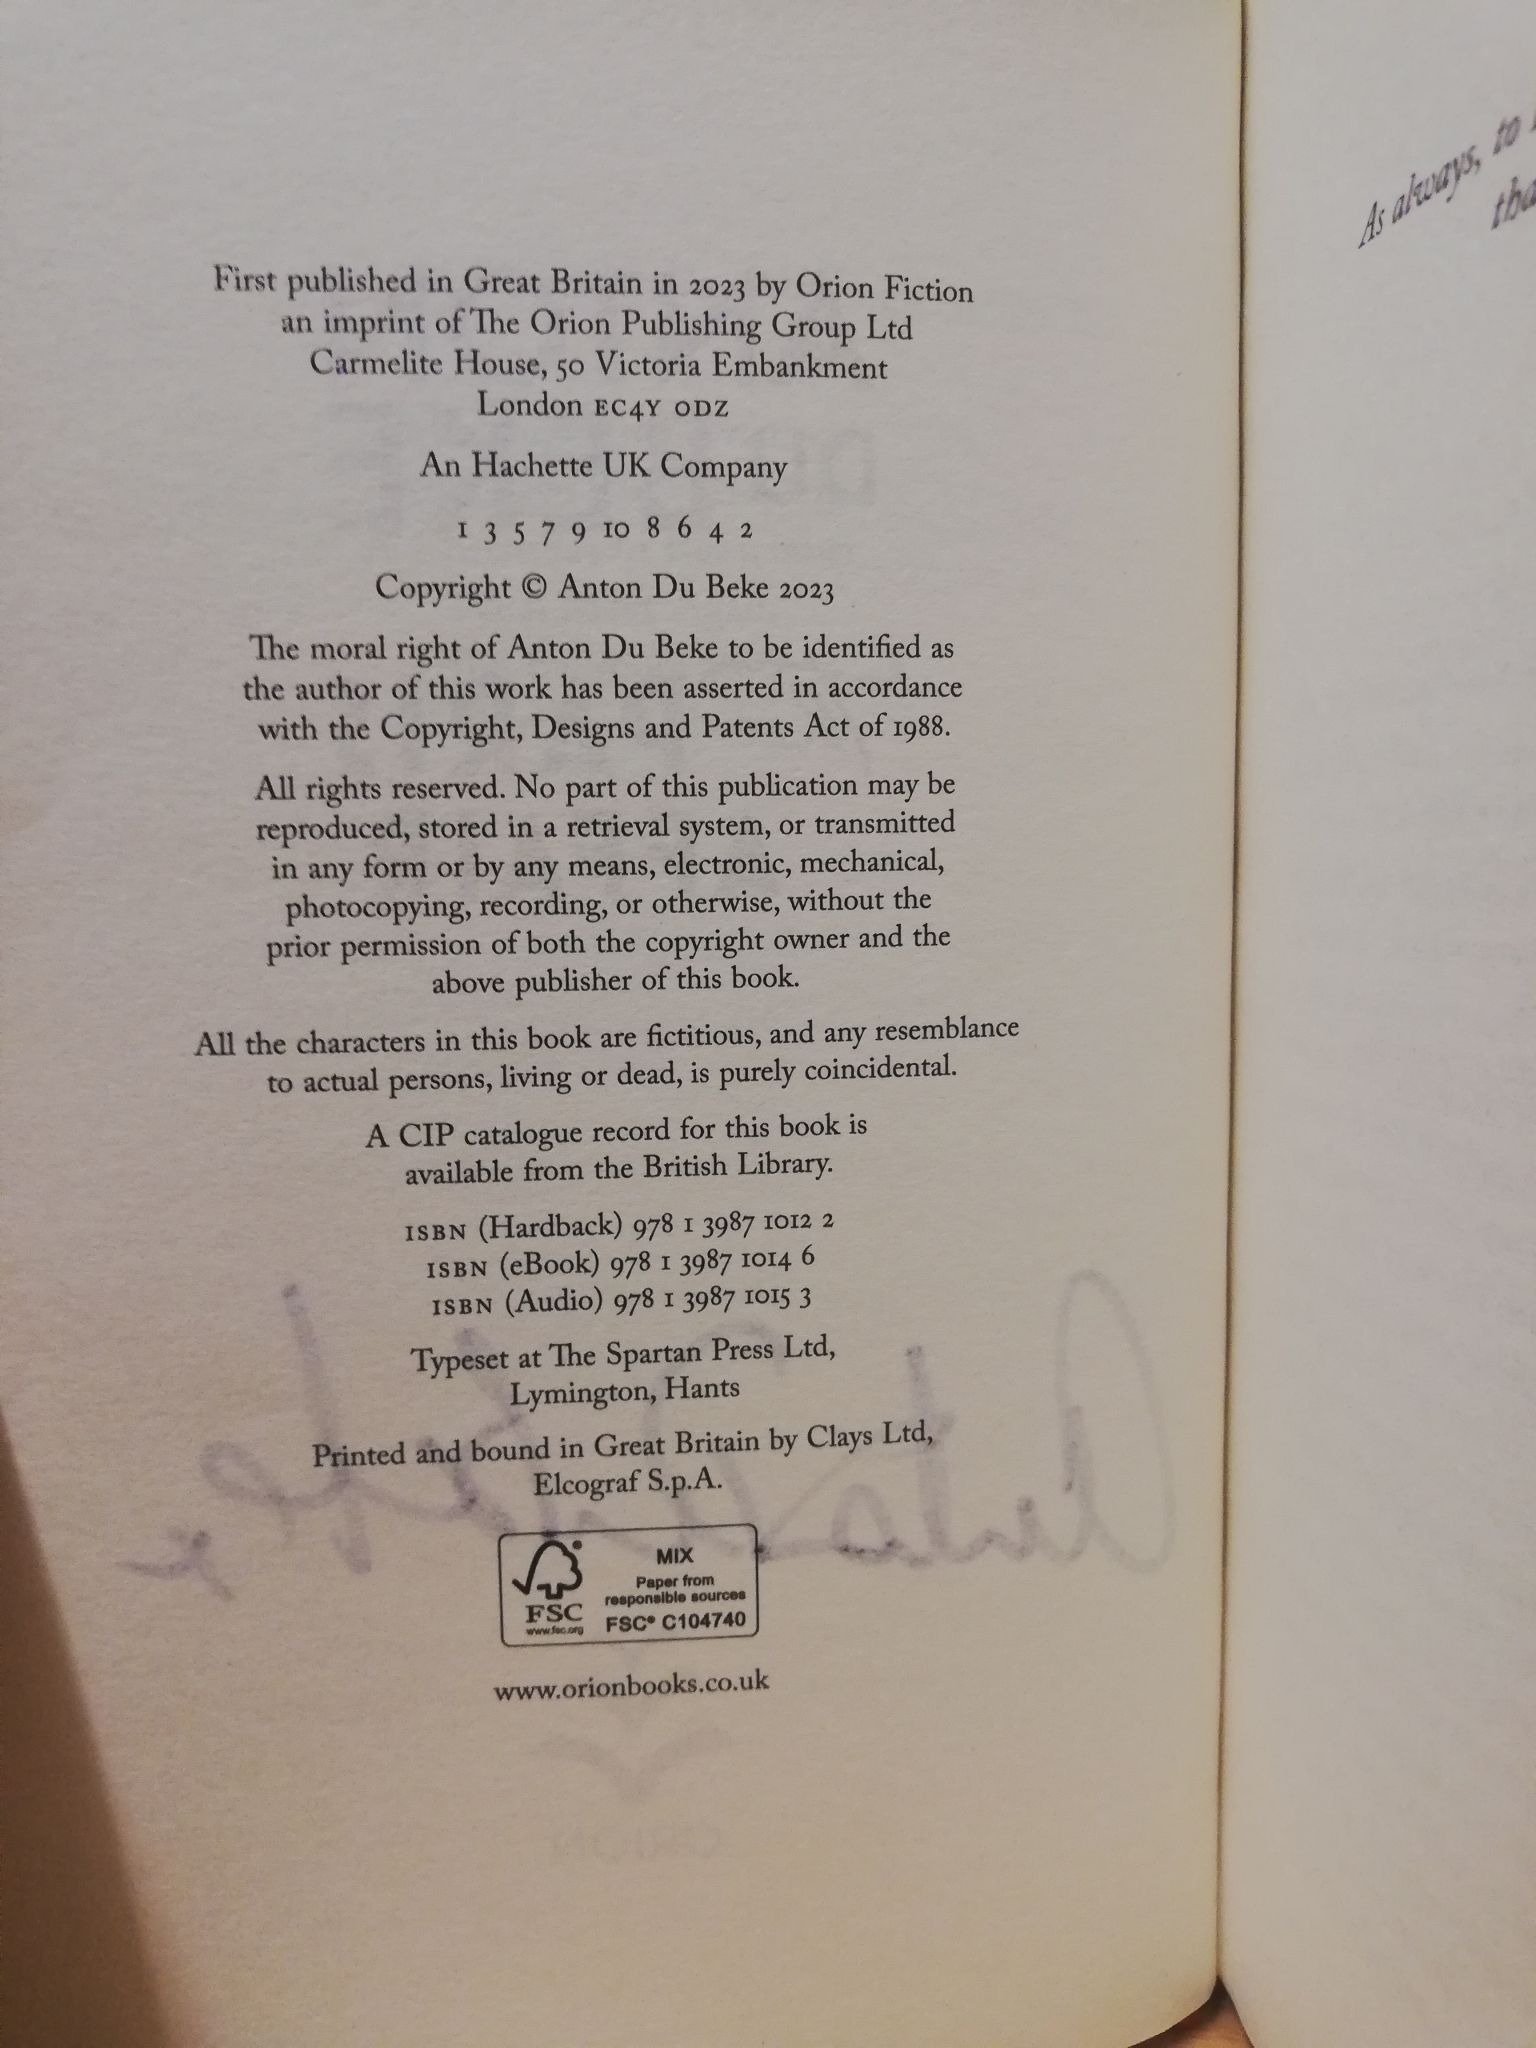 First published in Great Britain in 2023 by Orion Fiction
an imprint of The Orion Publishing Group Ltd
Carmelite House, 50 Victoria Embankment
London EC4Y 0DZ
An Hachette UK Company
1 3 5 7 9 10 8 6 4 2
Copyright © Anton Du Beke 2023
The moral right of Anton Du Beke to be identified as
the author of this work has been asserted in accordance
with the Copyright, Designs and Patents Act of 1988.
All rights reserved. No part of this publication may be
reproduced, stored in a retrieval system, or transmitted
in any form or by any means, electronic, mechanical,
photocopying, recording, or otherwise, without the
prior permission of both the copyright owner and the
above publisher of this book.
All the characters in this book are fictitious, and any resemblance
to actual persons, living or dead, is purely coincidental.
A CIP catalogue record for this book is
available from the British Library.
ISBN (Hardback) 978 1 3987 1012 2
ISBN (eBook) 978 1 3987 1014 6
ISBN (Audio) 978 1 3987 1015 3
Typeset at The Spartan Press Ltd,
Lymington, Hants
Printed and bound in Great Britain by Clays Ltd,
Elcograf S.p.A.
FSC
www.fsc.org
MIX
Paper from
responsible sources
FSC® C104740
www.orionbooks.co.uk
As always, to